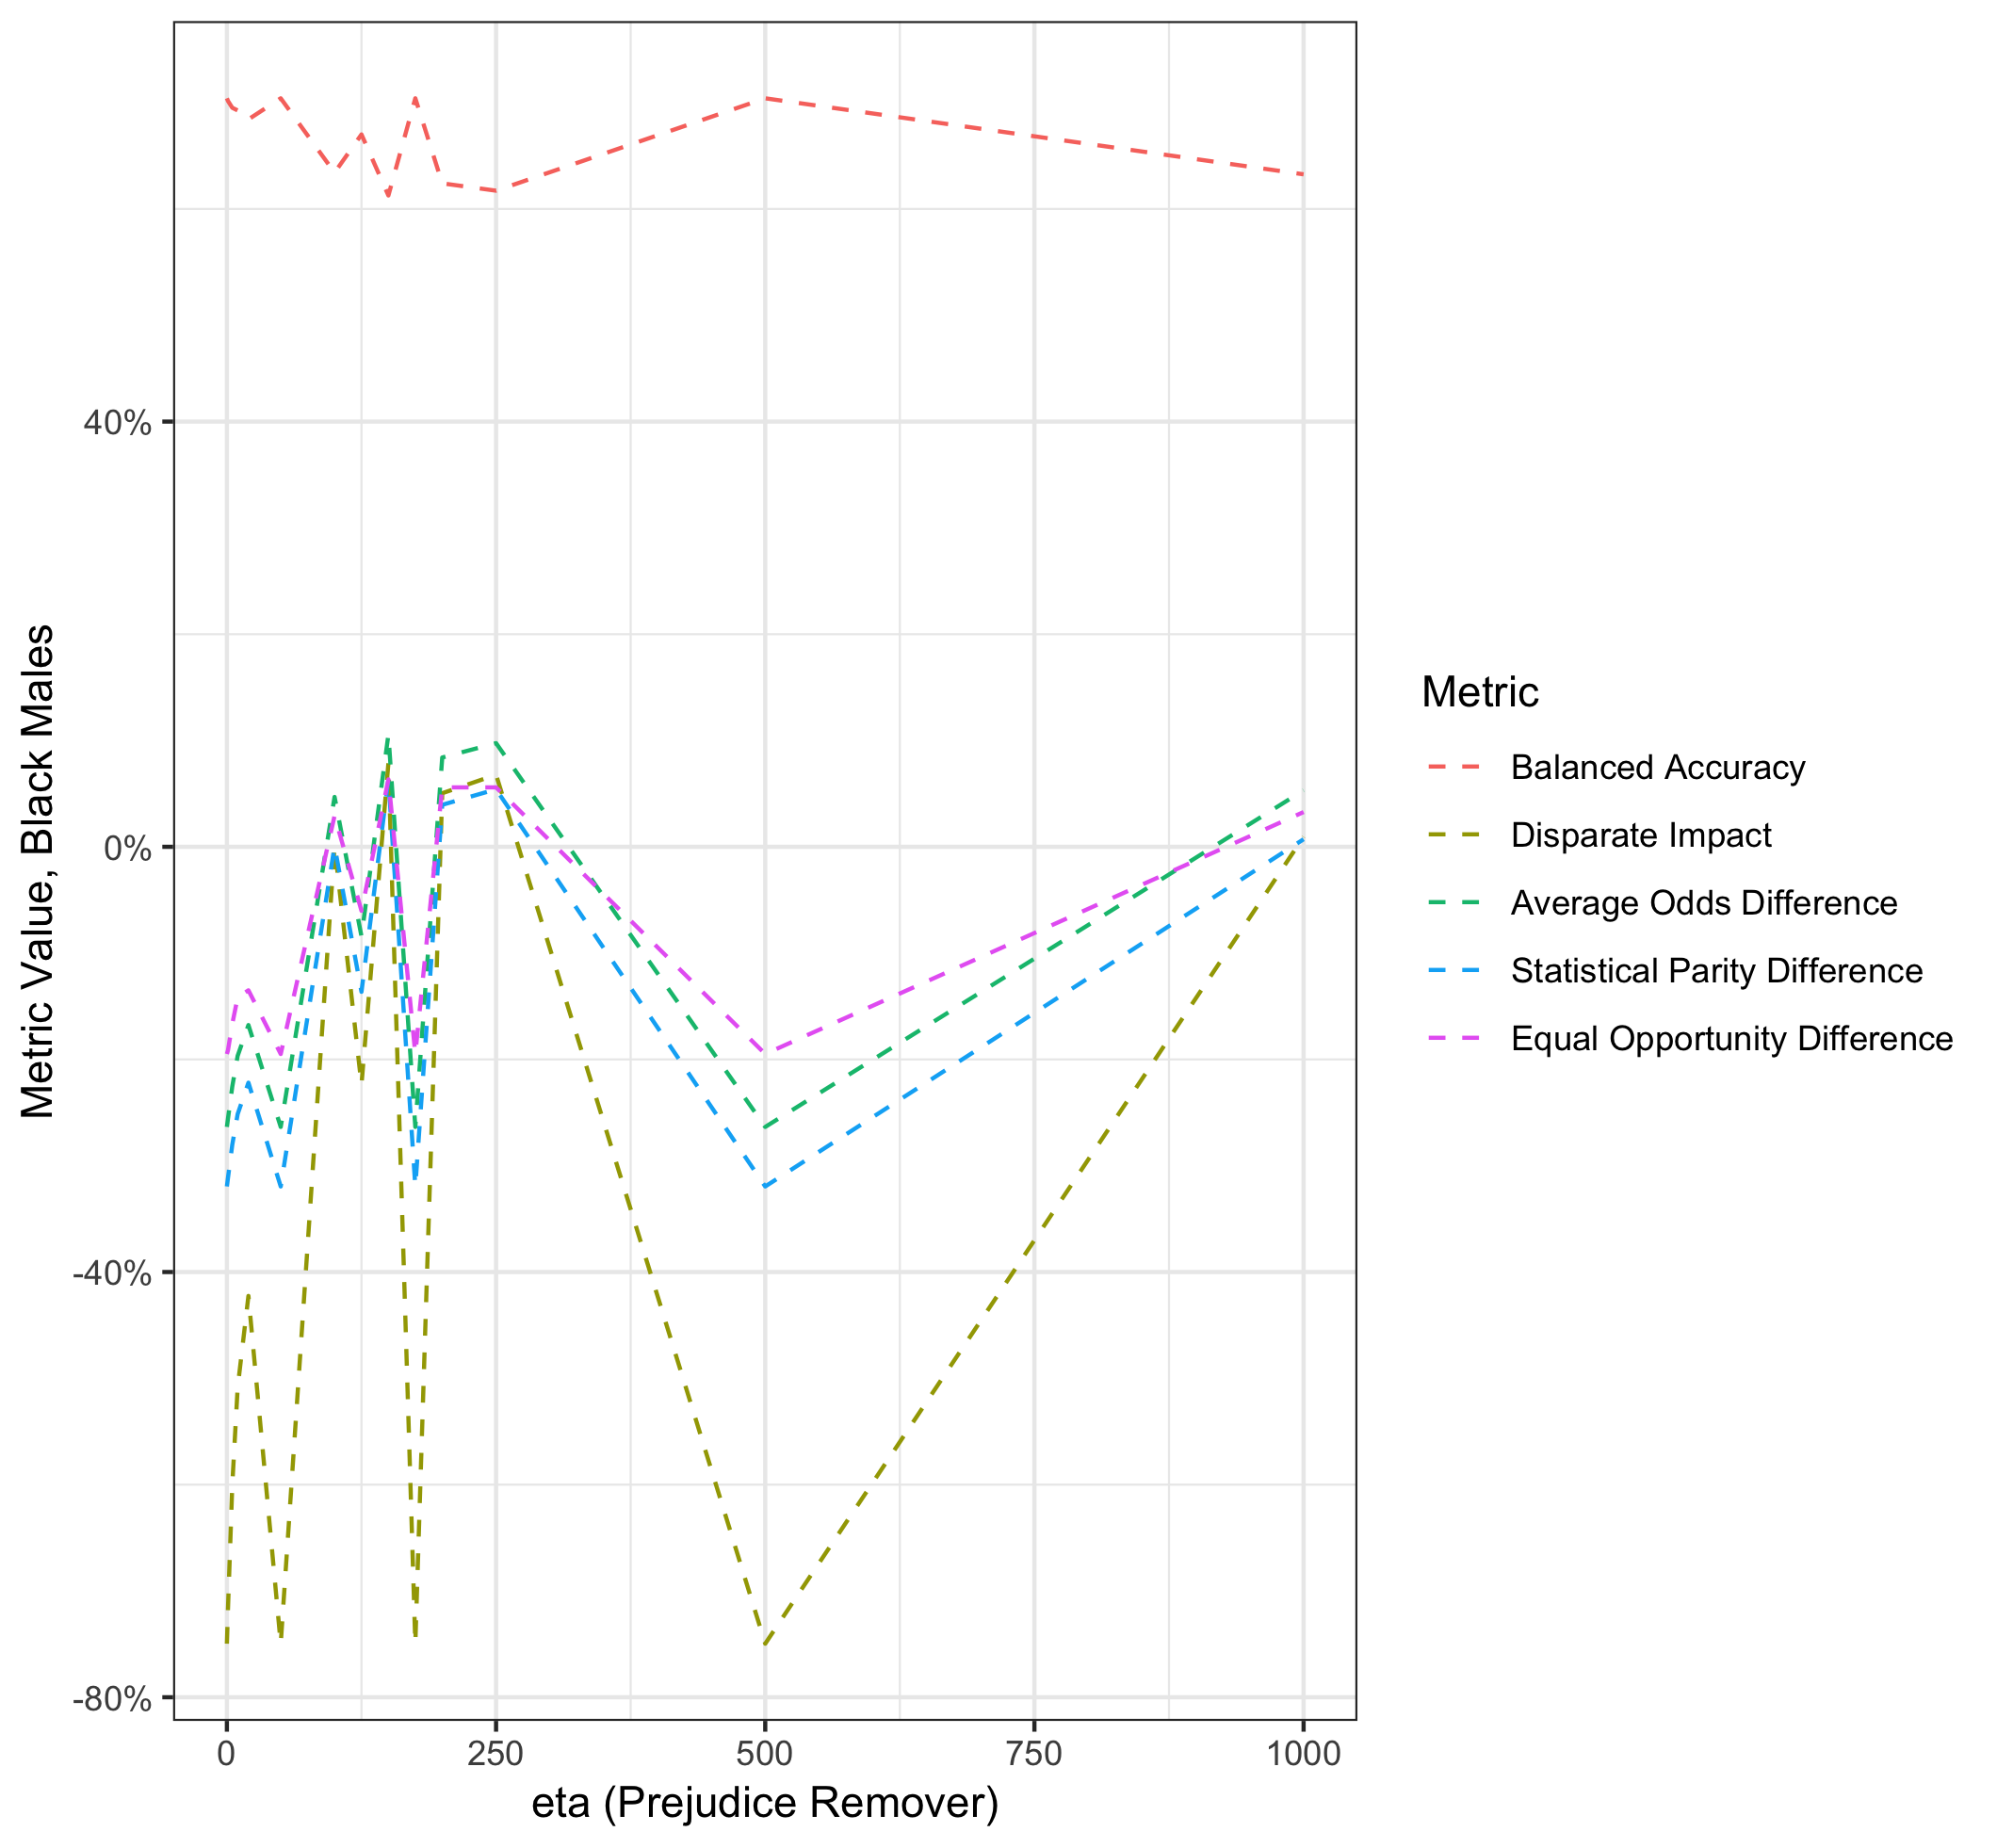 Metric Value, Black Males
40%
0%
-40%
-80%
0
250
500
750
1000
eta (Prejudice Remover)
Metric
Balanced Accuracy
Disparate Impact
Average Odds Difference
Statistical Parity Difference
Equal Opportunity Difference